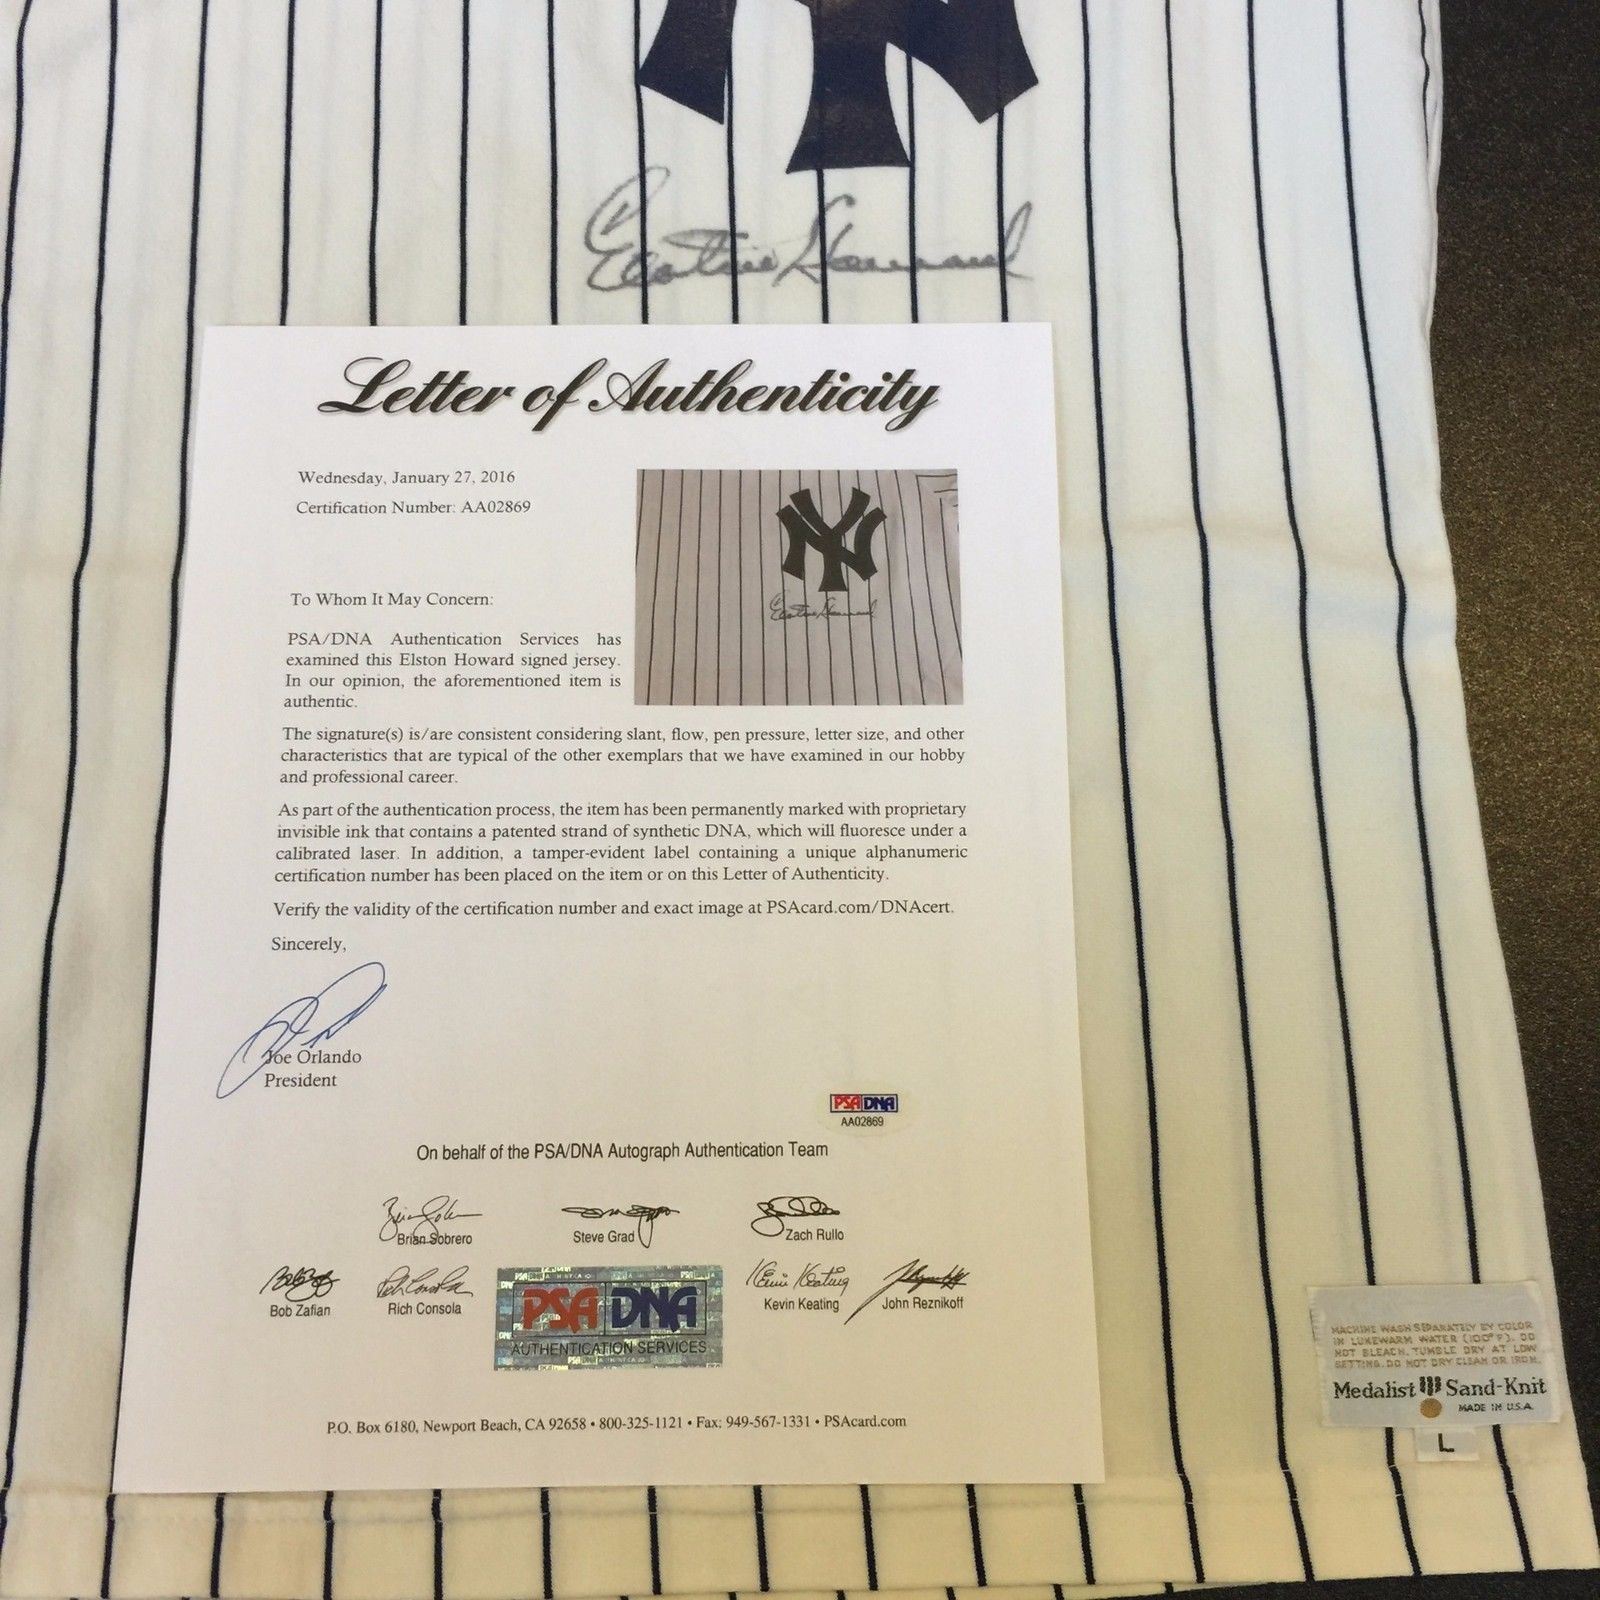 NY
Elston Howard
Letter of Authenticity
Wednesday, January 27, 2016
Certification Number: AA02869
NY
Elston Howard
To Whom It May Concern:
PSA/DNA Authentication Services has
examined this Elston Howard signed jersey.
In our opinion, the aforementioned item is
authentic.
The signature(s) is/are consistent considering slant, flow, pen pressure, letter size, and other
characteristics that are typical of the other exemplars that we have examined in our hobby
and professional career.
As part of the authentication process, the item has been permanently marked with proprietary
invisible ink that contains a patented strand of synthetic DNA, which will fluoresce under a
calibrated laser. In addition, a tamper-evident label containing a unique alphanumeric
certification number has been placed on the item or on this Letter of Authenticity.
Verify the validity of the certification number and exact image at PSAcard.com/DNAcert.
Sincerely,
Joe Orlando
President
PSA DNA
AA02869
On behalf of the PSA/DNA Autograph Authentication Team
Brian Sobrero
Steve Grad
Zach Rullo
Bob Zafian
Rich Consola
Rich Consola
PSA DNA
AUTHENTICATION SERVICES
Kevin Keating
Kevin Keating
John Reznikoff
P.O. Box 6180, Newport Beach, CA 92658 • 800-325-1121 • Fax: 949-567-1331 • PSAcard.com
MACHINE WASH SEPARATELY BY COLOR
IN LUKEWARM WATER (100°F). DO
NOT BLEACH. TUMBLE DRY AT LOW
SETTING. DO NOT DRY CLEAN OR IRON.
Medalist Sand-Knit
MADE IN U.S.A.
L